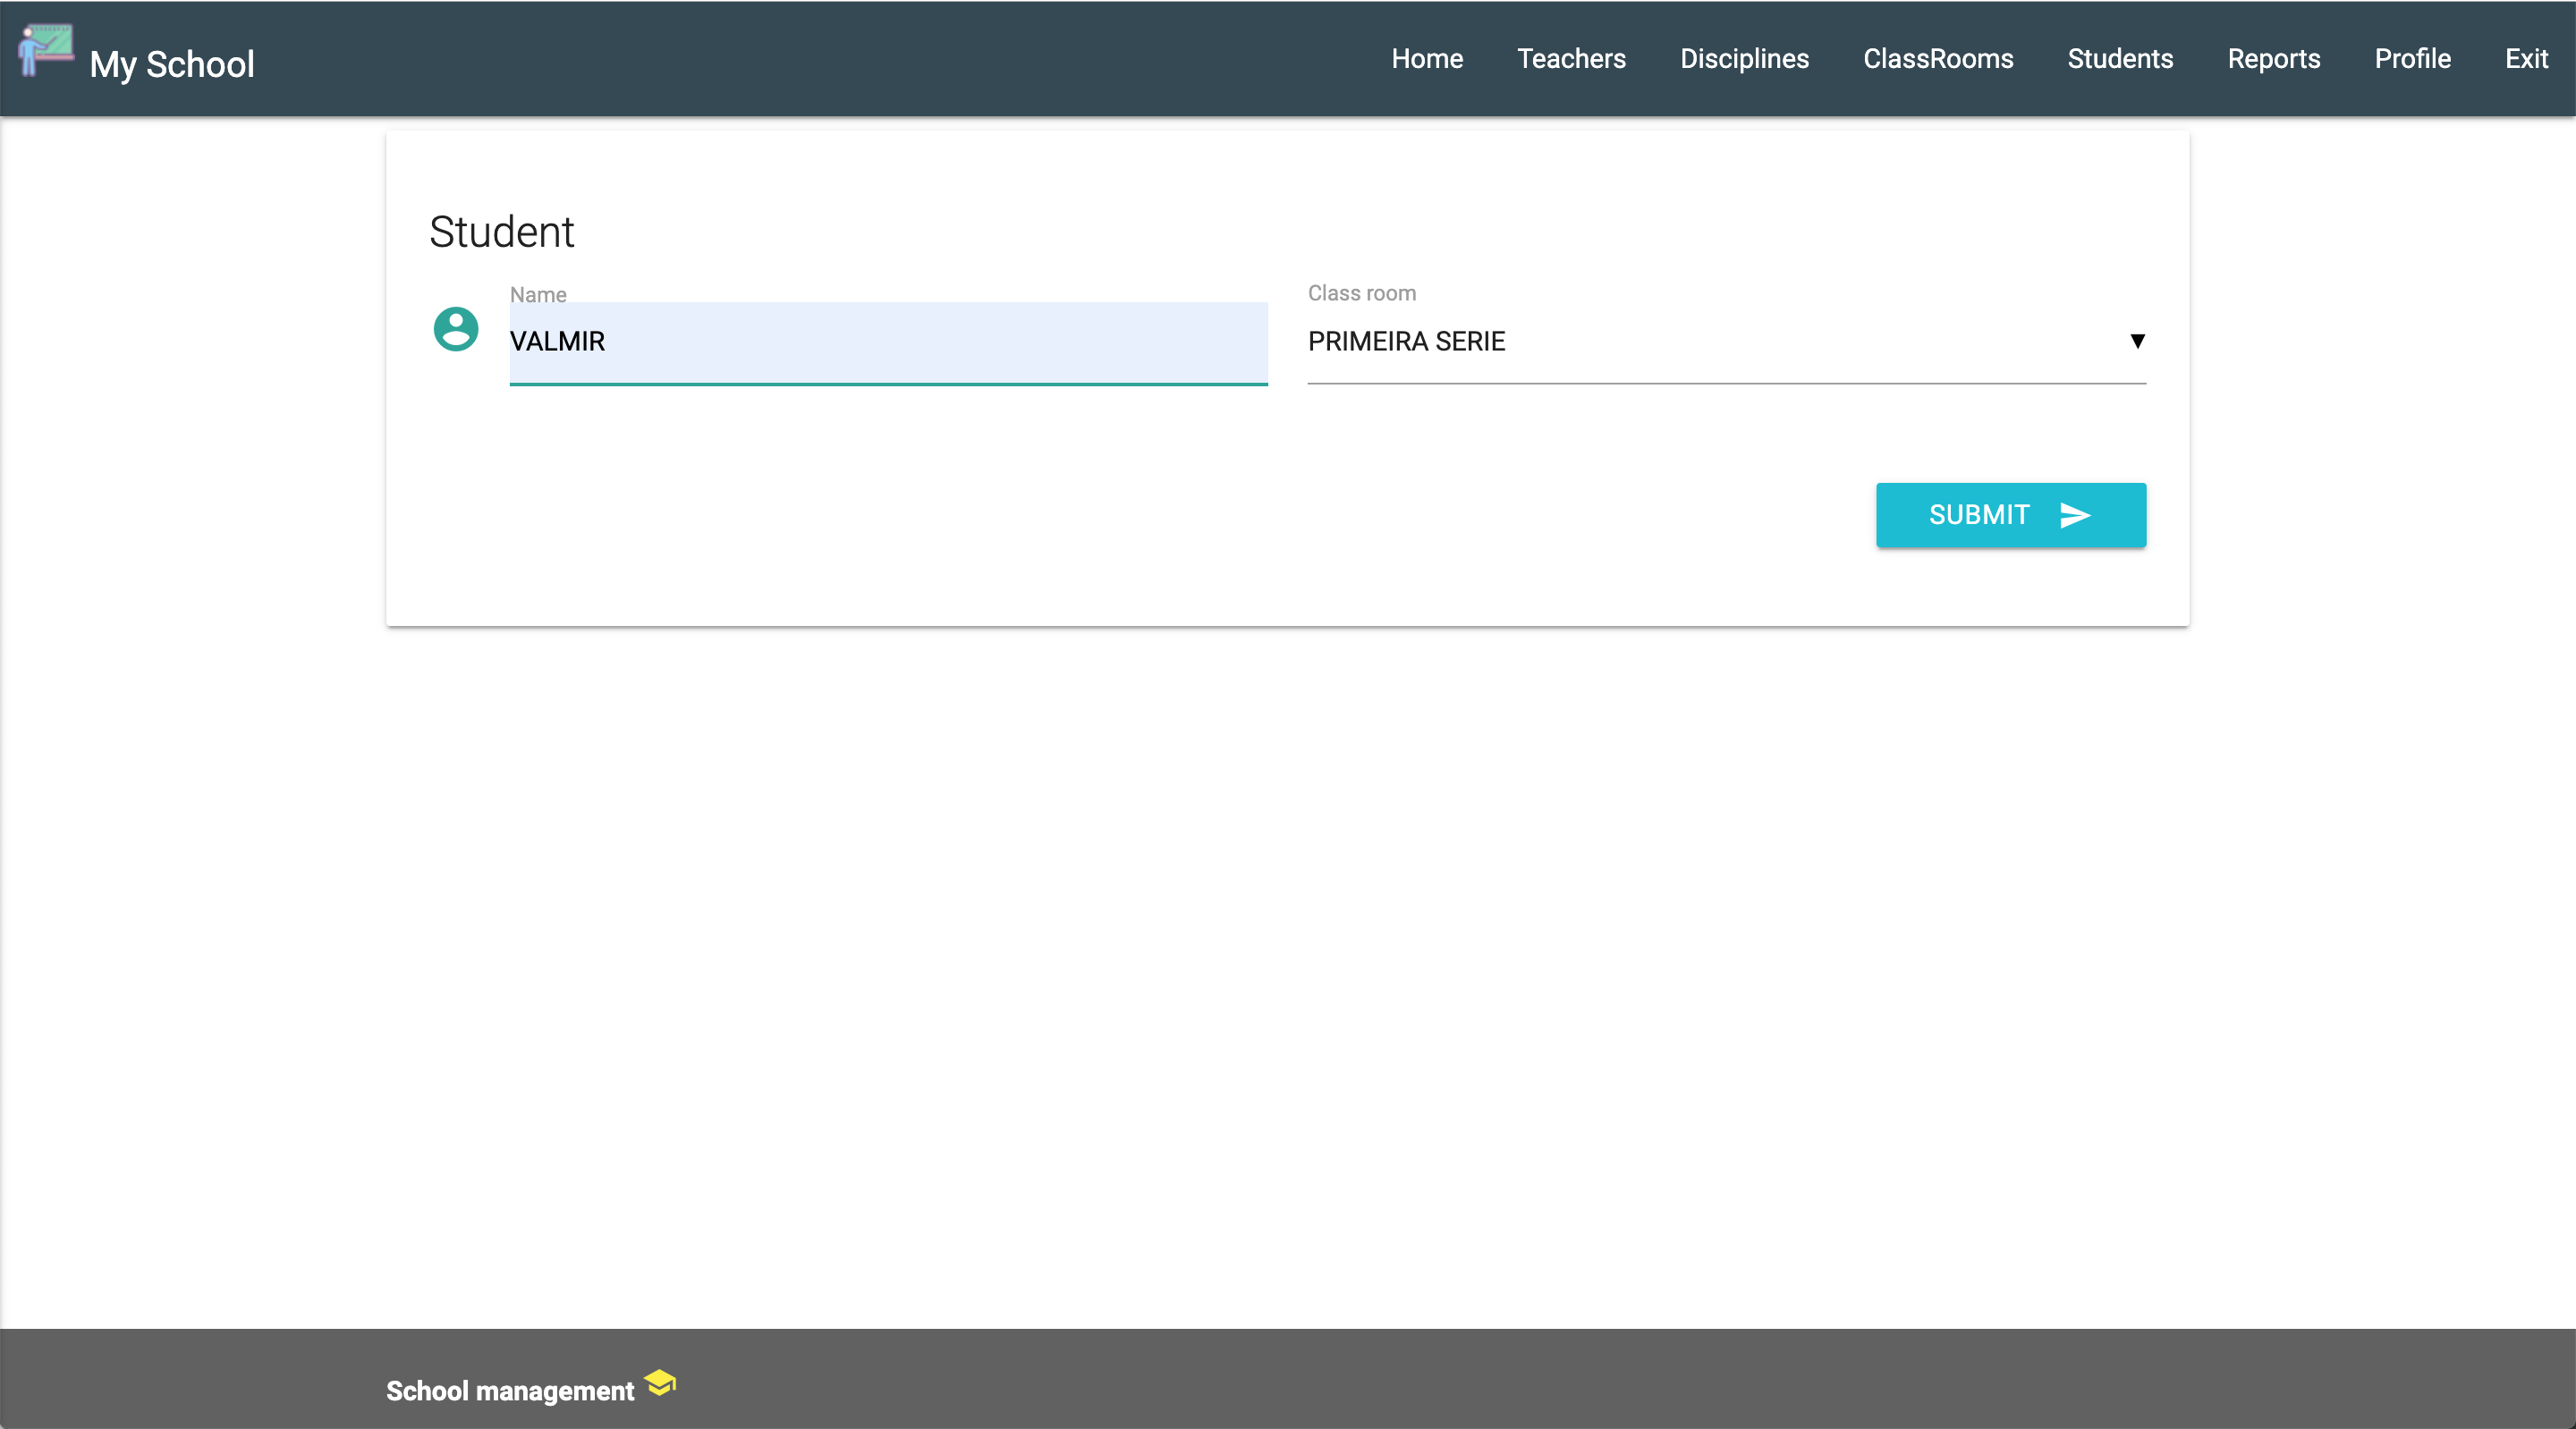 My School
Home Teachers Disciplines ClassRooms Students Reports Profile Exit
Student
Name Class room
VALMIR PRIMEIRA SERIE
SUBMIT
School management